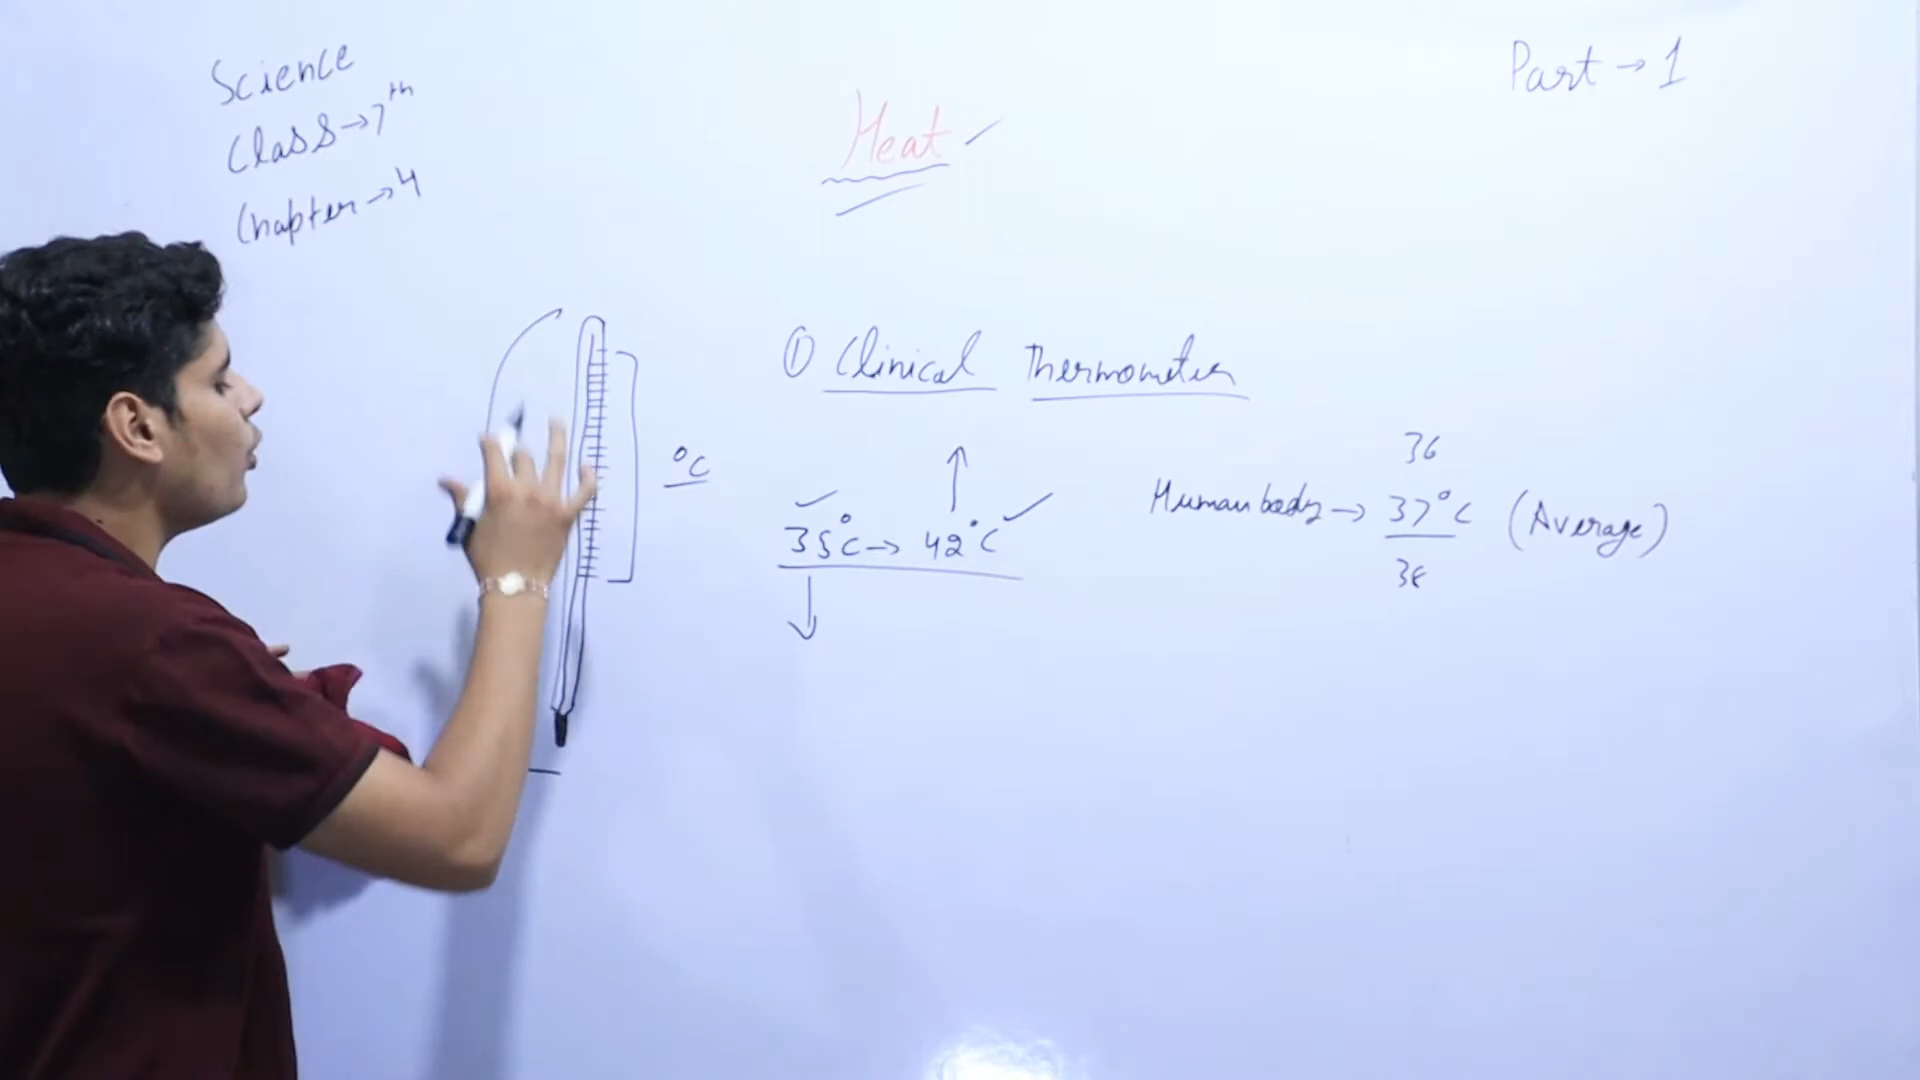 Science
Class→7th
Chapter→4
Heat
Part→1
① Clinical Thermometer
°C
35°C→ 42°C
36
Human body→ 37°C (Average)
38